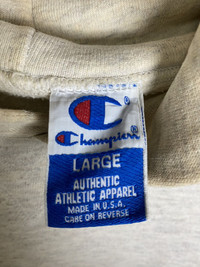 Champion
LARGE
AUTHENTIC
ATHLETIC APPAREL
MADE IN U.S.A.
CARE ON REVERSE